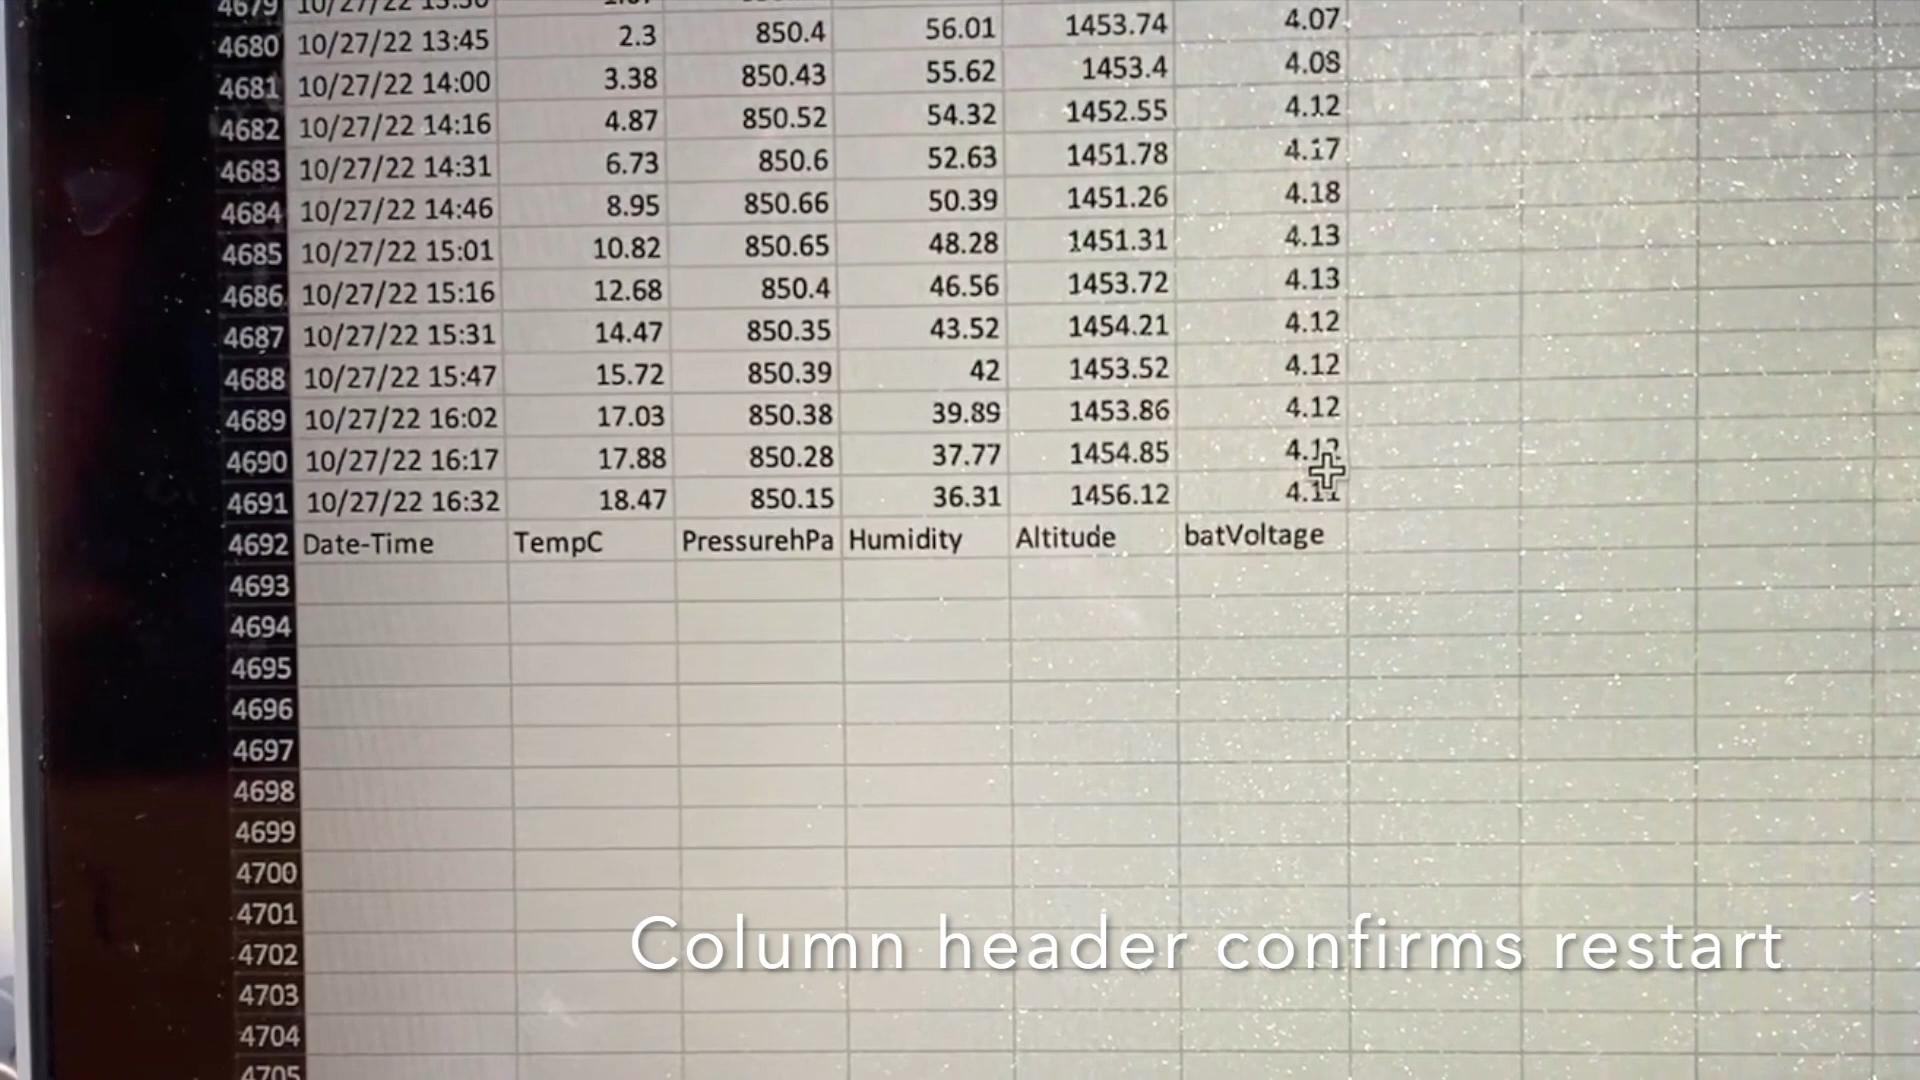 4679 10/27/22 13:30
4680 10/27/22 13:45 2.3 850.4 56.01 1453.74 4.07
4681 10/27/22 14:00 3.38 850.43 55.62 1453.4 4.08
4682 10/27/22 14:16 4.87 850.52 54.32 1452.55 4.12
4683 10/27/22 14:31 6.73 850.6 52.63 1451.78 4.17
4684 10/27/22 14:46 8.95 850.66 50.39 1451.26 4.18
4685 10/27/22 15:01 10.82 850.65 48.28 1451.31 4.13
4686 10/27/22 15:16 12.68 850.4 46.56 1453.72 4.13
4687 10/27/22 15:31 14.47 850.35 43.52 1454.21 4.12
4688 10/27/22 15:47 15.72 850.39 42 1453.52 4.12
4689 10/27/22 16:02 17.03 850.38 39.89 1453.86 4.12
4690 10/27/22 16:17 17.88 850.28 37.77 1454.85 4.12
4691 10/27/22 16:32 18.47 850.15 36.31 1456.12 4.11
4692 Date-Time TempC PressurehPa Humidity Altitude batVoltage
4693
4694
4695
4696
4697
4698
4699
4700
4701
4702
4703
4704
4705
Column header confirms restart